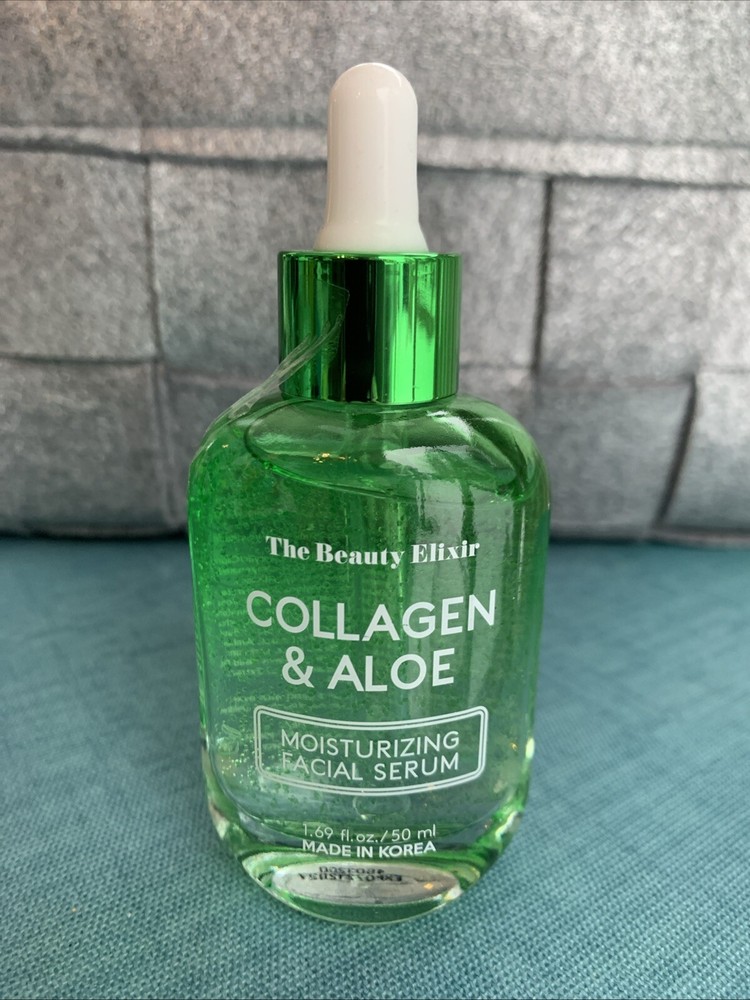 The Beauty Elixir
COLLAGEN
& ALOE
MOISTURIZING
FACIAL SERUM
1.69 fl.oz./50 ml
MADE IN KOREA